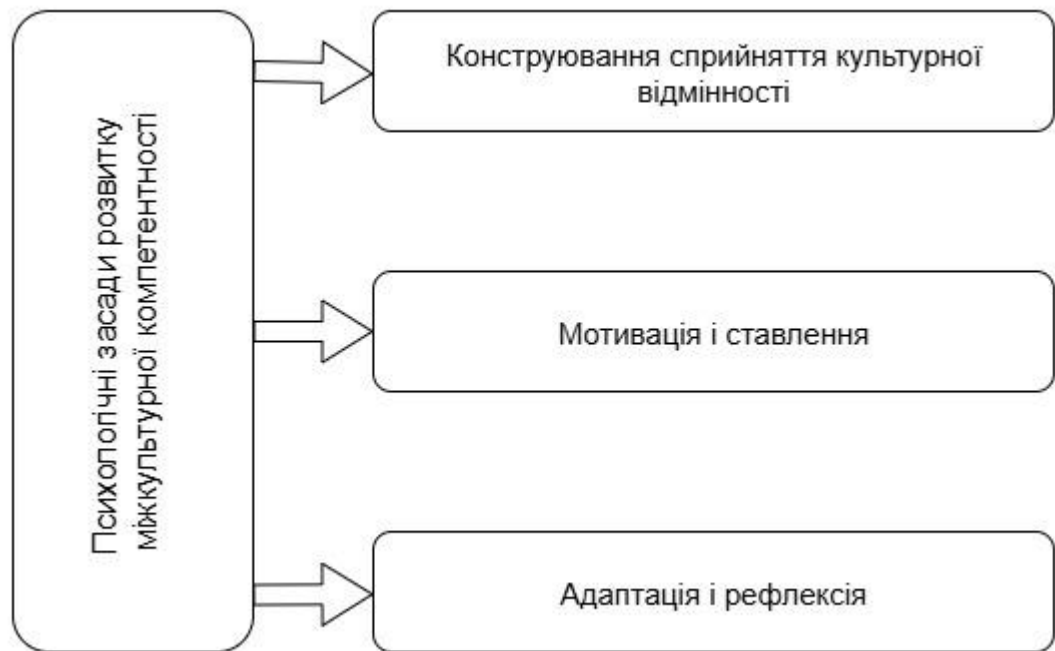 Психологічні засади розвитку
міжкультурної компетентності
Конструювання сприйняття культурної
відмінності
Мотивація і ставлення
Адаптація і рефлексія